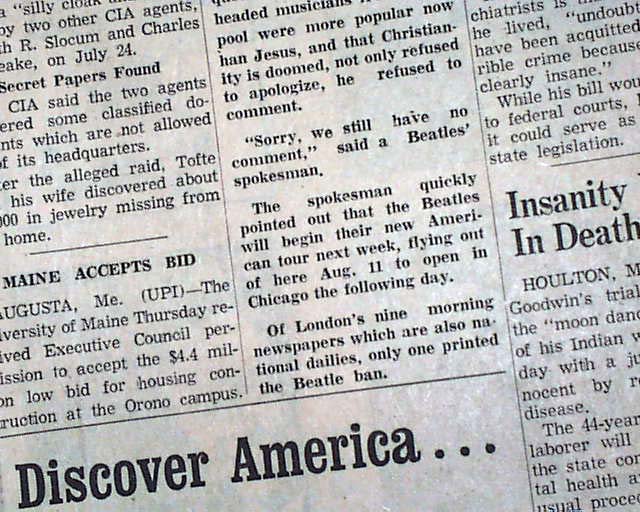 a "silly cloak
by two other CIA agents,
th R. Slocum and Charles
eake, on July 24.
Secret Papers Found
CIA said the two agents
ered some classified do-
nts which are not allowed
f its headquarters.
er the alleged raid, Tofte
his wife discovered about
000 in jewelry missing from
home.
MAINE ACCEPTS BID
AUGUSTA, Me. (UPI)—The
iversity of Maine Thursday re-
ived Executive Council per-
ission to accept the $4.4 mil-
on low bid for housing con-
ruction at the Orono campus.
headed musicians
pool were more popular now
han Jesus, and that Christian-
ity is doomed, not only refused
to apologize, he refused to
comment.
"Sorry, we still have no
comment," said a Beatles'
spokesman.
The spokesman quickly
pointed out that the Beatles
will begin their new Ameri-
can tour next week, flying out
of here Aug. 11 to open in
Chicago the following day.
Of London's nine morning
newspapers which are also na-
tional dailies, only one printed
the Beatle ban.
chiatrists is
he lived, "undoub
have been acquitted
rible crime because
clearly insane."
While his bill wou
to federal courts,
it could serve as
state legislation.
Insanity
In Death
HOULTON, M
Goodwin's trial
the "moon danc
of his Indian w
day with a ju
nocent by r
disease.
The 44-year
laborer will
the state con
tal health a
usual proced
Discover America...